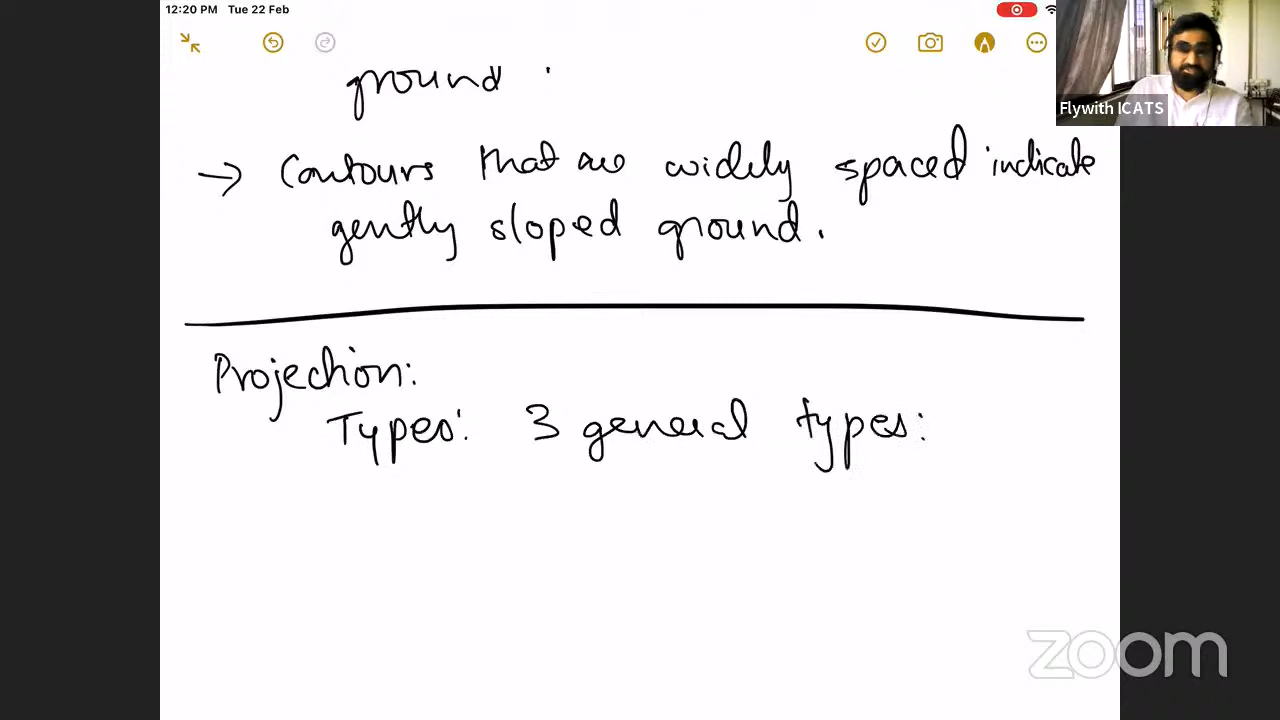 12:20 PM Tue 22 Feb
ground.
Flywith ICATS
→ Contours that are widely spaced indicate
gently sloped ground.
Projection:
Types: 3 general types:
zoom